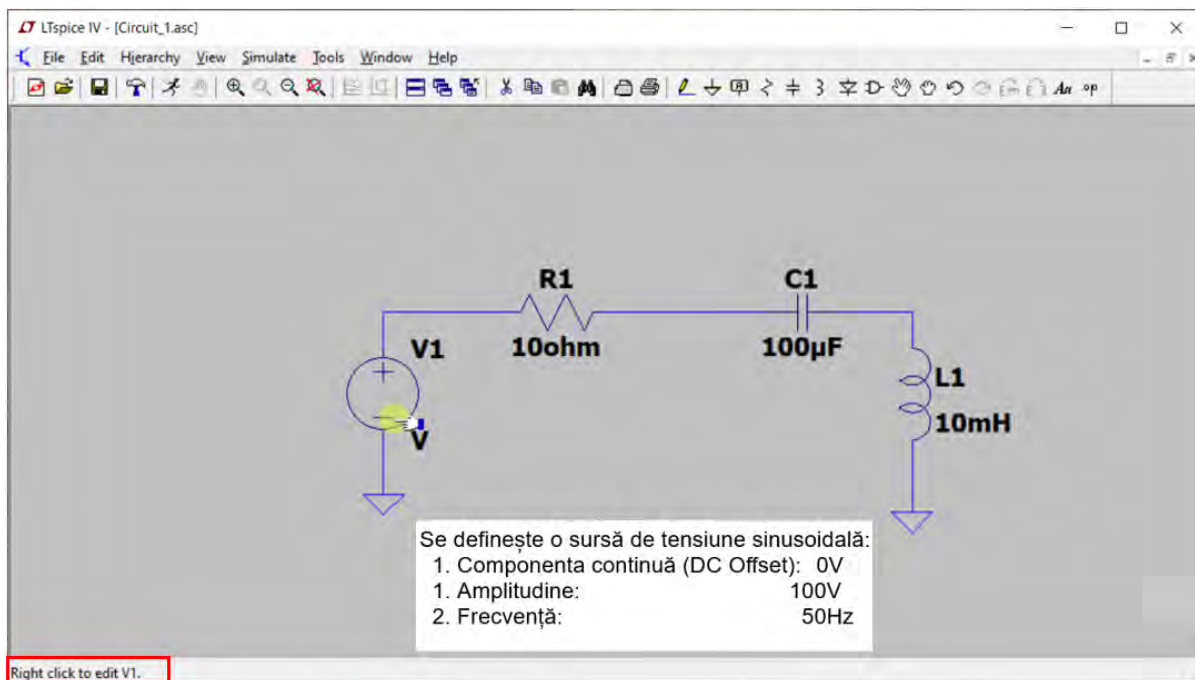 LTspice IV - [Circuit_1.asc]
File Edit Hierarchy View Simulate Tools Window Help
Aa .op
R1
C1
V1
10ohm
100µF
L1
V
10mH
Se definește o sursă de tensiune sinusoidală:
1. Componenta continuă (DC Offset): 0V
1. Amplitudine: 100V
2. Frecvență: 50Hz
Right click to edit V1.